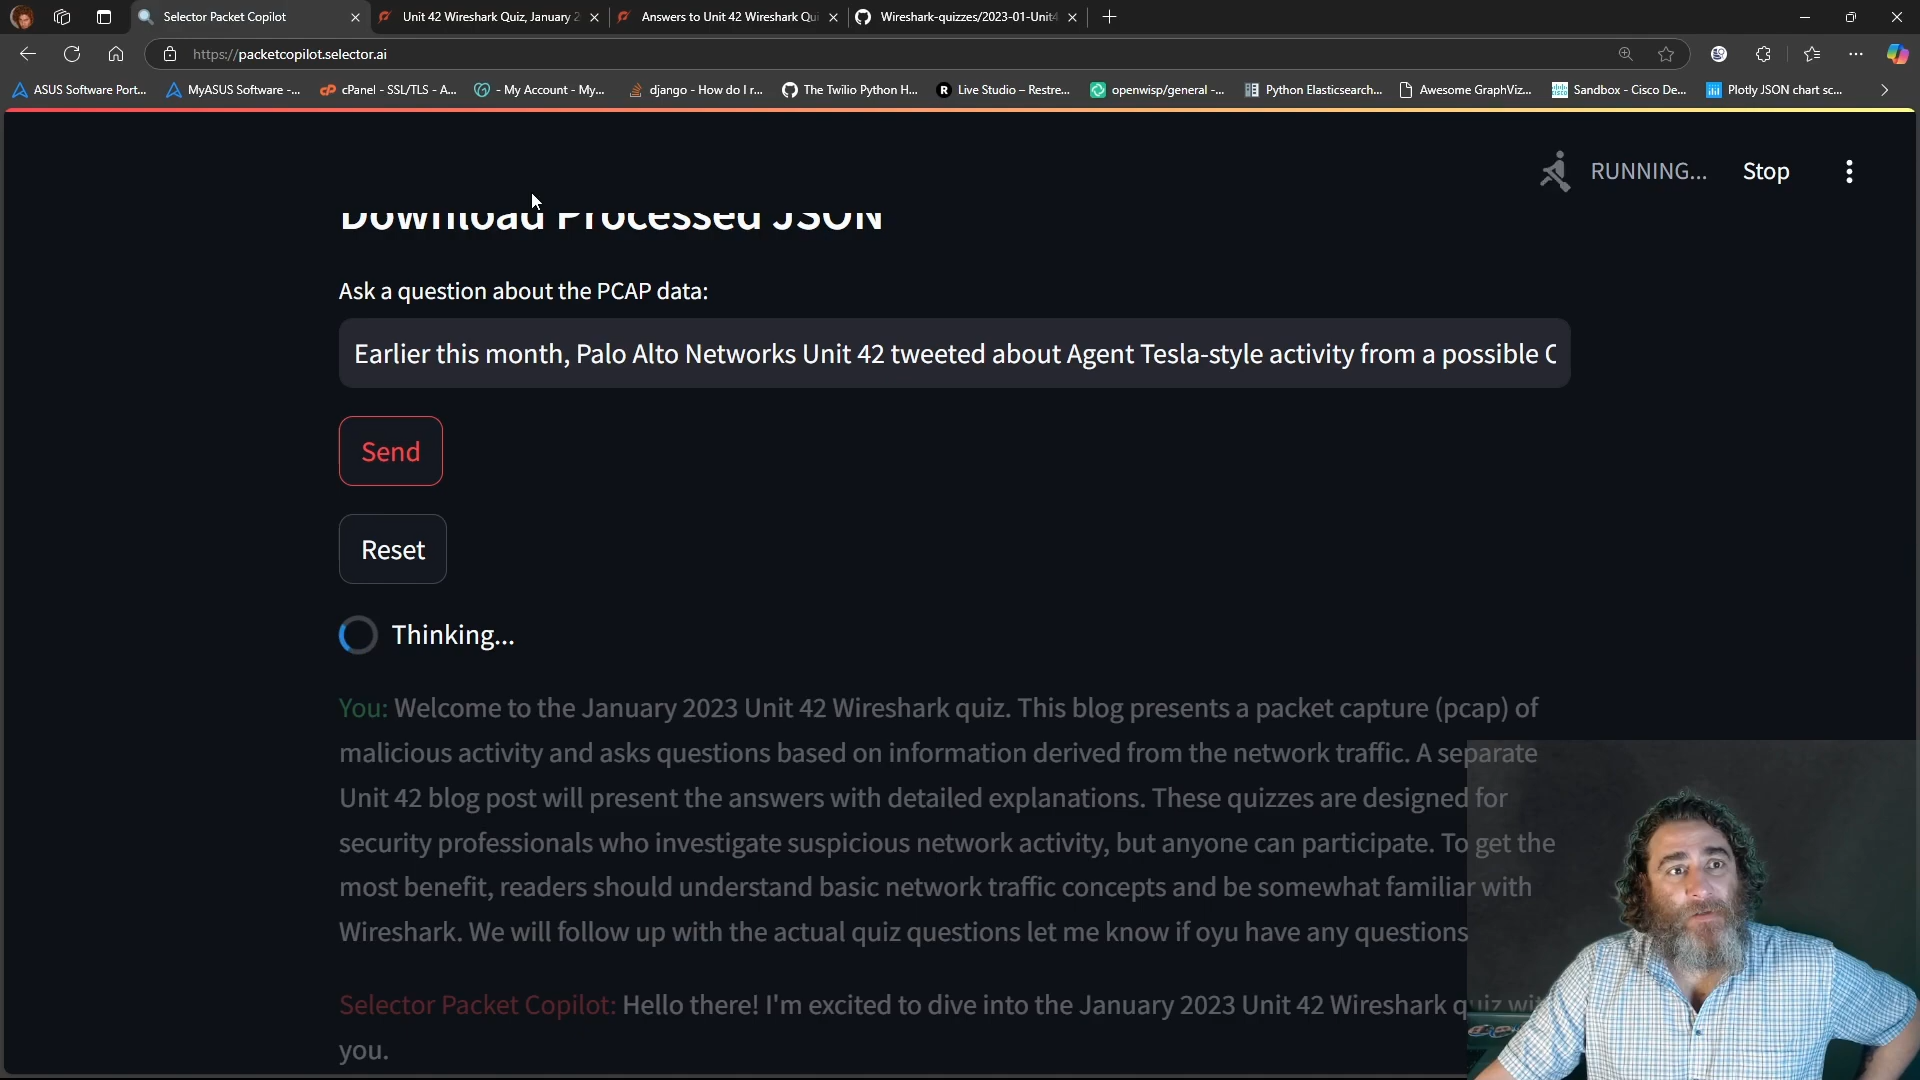 Selector Packet Copilot
Unit 42 Wireshark Quiz, January 2
Answers to Unit 42 Wireshark Qui
Wireshark-quizzes/2023-01-Unit4
https://packetcopilot.selector.ai
ASUS Software Port...
MyASUS Software -...
cPanel - SSL/TLS - A...
- My Account - My...
django - How do I r...
The Twilio Python H...
Live Studio – Restre...
openwisp/general -...
Python Elasticsearch...
Awesome GraphViz...
Sandbox - Cisco De...
Plotly JSON chart sc...
RUNNING...
Stop
Download Processed JSON
Ask a question about the PCAP data:
Earlier this month, Palo Alto Networks Unit 42 tweeted about Agent Tesla-style activity from a possible
Send
Reset
Thinking...
You: Welcome to the January 2023 Unit 42 Wireshark quiz. This blog presents a packet capture (pcap) of
malicious activity and asks questions based on information derived from the network traffic. A separate
Unit 42 blog post will present the answers with detailed explanations. These quizzes are designed for
security professionals who investigate suspicious network activity, but anyone can participate. To get the
most benefit, readers should understand basic network traffic concepts and be somewhat familiar with
Wireshark. We will follow up with the actual quiz questions let me know if oyu have any questions
Selector Packet Copilot: Hello there! I'm excited to dive into the January 2023 Unit 42 Wireshark quiz with
you.